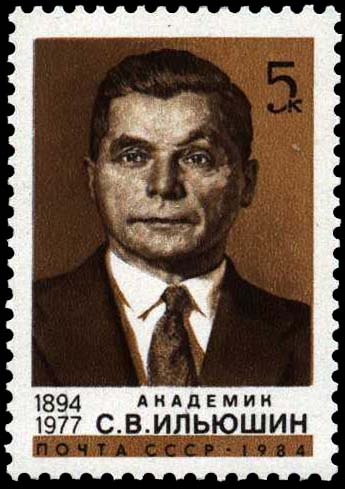 5к
1894
1977
АКАДЕМИК
С.В.ИЛЬЮШИН
ПОЧТА СССР·1984